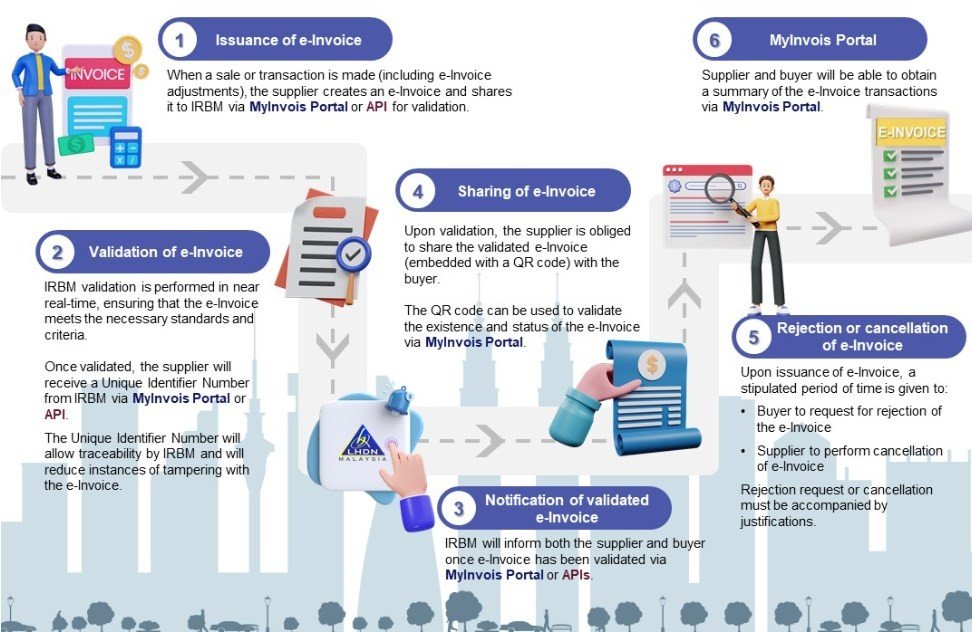 1
Issuance of e-Invoice
When a sale or transaction is made (including e-Invoice
adjustments), the supplier creates an e-Invoice and shares
it to IRBM via MyInvois Portal or API for validation.
INVOICE
2
Validation of e-Invoice
IRBM validation is performed in near
real-time, ensuring that the e-Invoice
meets the necessary standards and
criteria.
Once validated, the supplier will
receive a Unique Identifier Number
from IRBM via MyInvois Portal or
API.
The Unique Identifier Number will
allow traceability by IRBM and will
reduce instances of tampering with
the e-Invoice.
LHDN
MALAYSIA
3
Notification of validated
e-Invoice
IRBM will inform both the supplier and buyer
once e-Invoice has been validated via
MyInvois Portal or APIs.
4
Sharing of e-Invoice
Upon validation, the supplier is obliged
to share the validated e-Invoice
(embedded with a QR code) with the
buyer.
The QR code can be used to validate
the existence and status of the e-Invoice
via MyInvois Portal.
$
5
Rejection or cancellation
of e-Invoice
Upon issuance of e-Invoice, a
stipulated period of time is given to:
• Buyer to request for rejection of
the e-Invoice
• Supplier to perform cancellation
of e-Invoice
Rejection request or cancellation
must be accompanied by
justifications.
6
MyInvois Portal
Supplier and buyer will be able to obtain
a summary of the e-Invoice transactions
via MyInvois Portal.
E-INVOICE